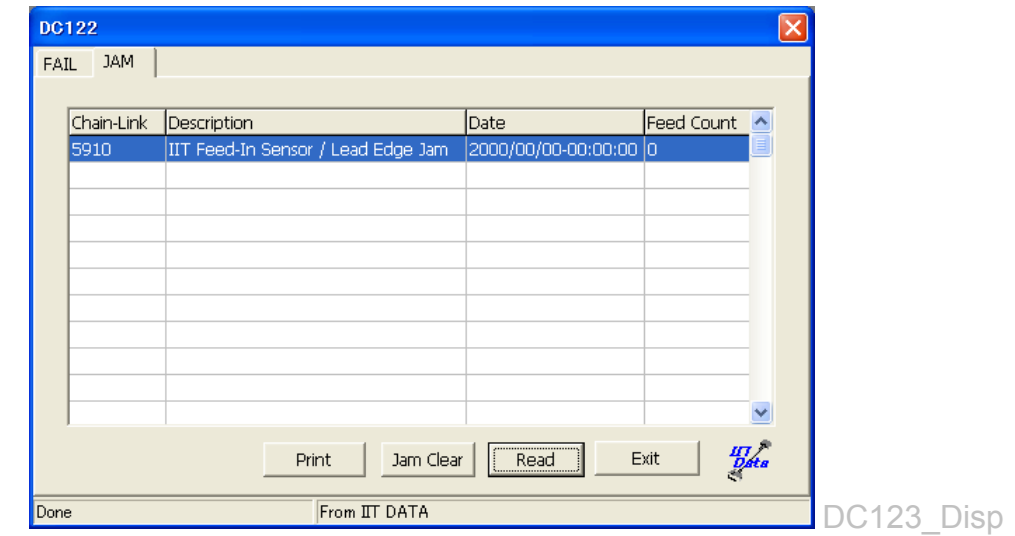 DC122
FAIL JAM
Chain-Link Description Date Feed Count
5910 IIT Feed-In Sensor / Lead Edge Jam 2000/00/00-00:00:00 0
Print Jam Clear Read Exit IIT
Data
Done From IIT DATA
DC123_Disp